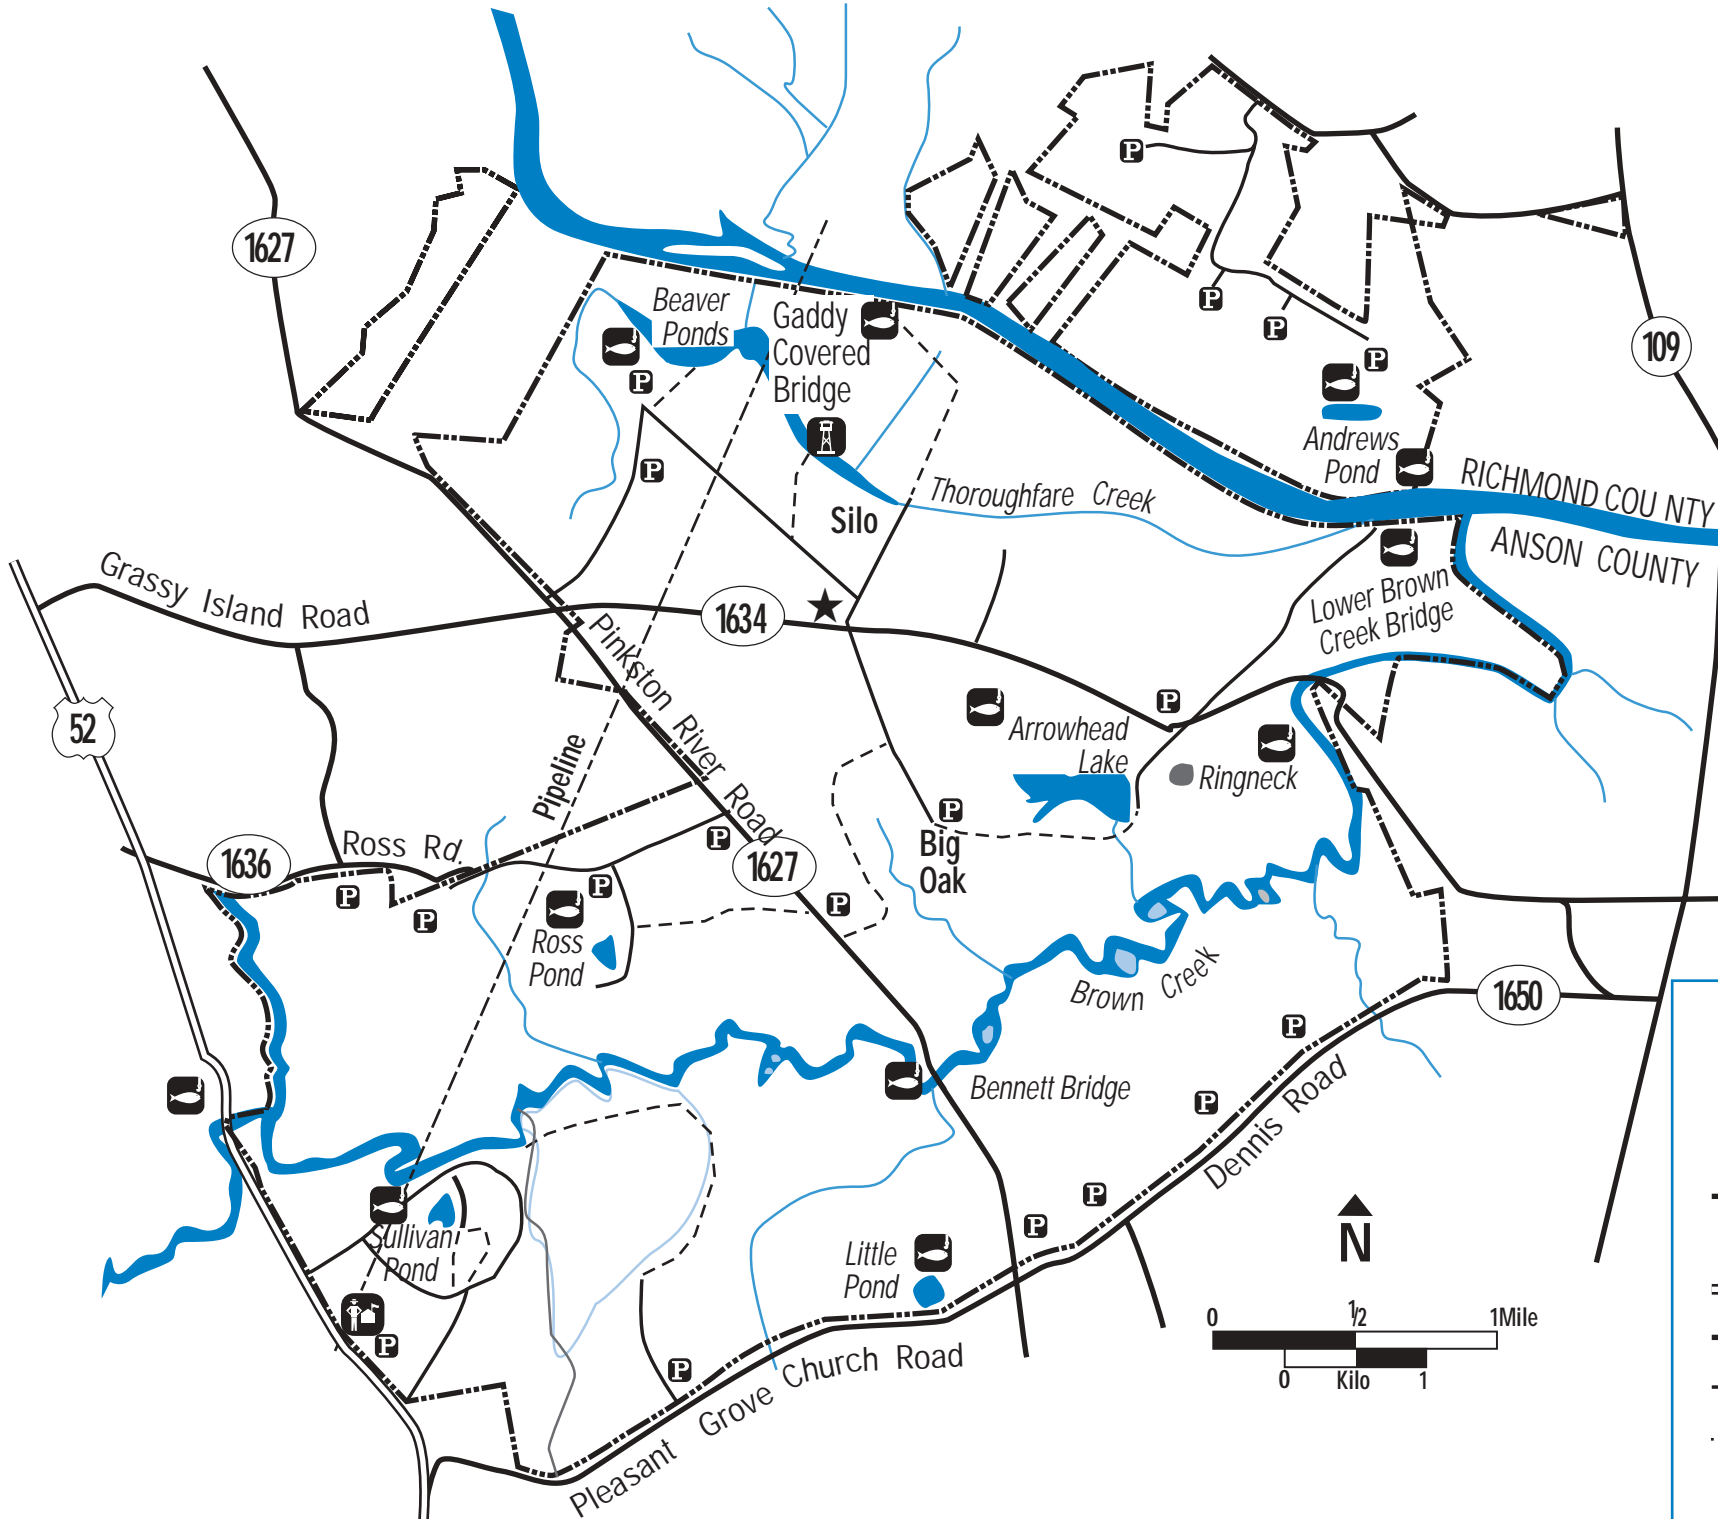 P
1627
P
P
P
Beaver
Ponds
Gaddy
Covered
Bridge
109
P
P
Andrews
Pond
P
RICHMOND COU NTY
ANSON COUNTY
Thoroughfare Creek
Silo
Grassy Island Road
1634
Lower Brown
Creek Bridge
Pinkston River Road
52
Pipeline
P
Arrowhead
Lake
Ringneck
P
Big
Oak
Ross Rd.
P
1636
1627
P
P
P
P
Ross
Pond
Brown Creek
1650
P
Bennett Bridge
P
Dennis Road
P
P
Sullivan
Pond
Little
Pond
N
P
P
0 1/2 1Mile
0 Kilo 1
Pleasant Grove Church Road